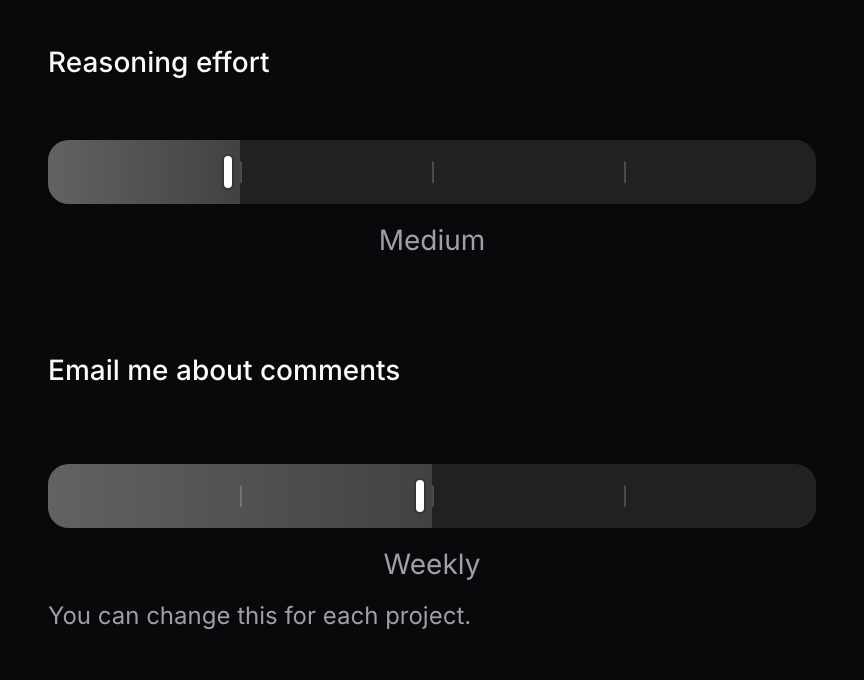 Reasoning effort
Medium
Email me about comments
Weekly
You can change this for each project.